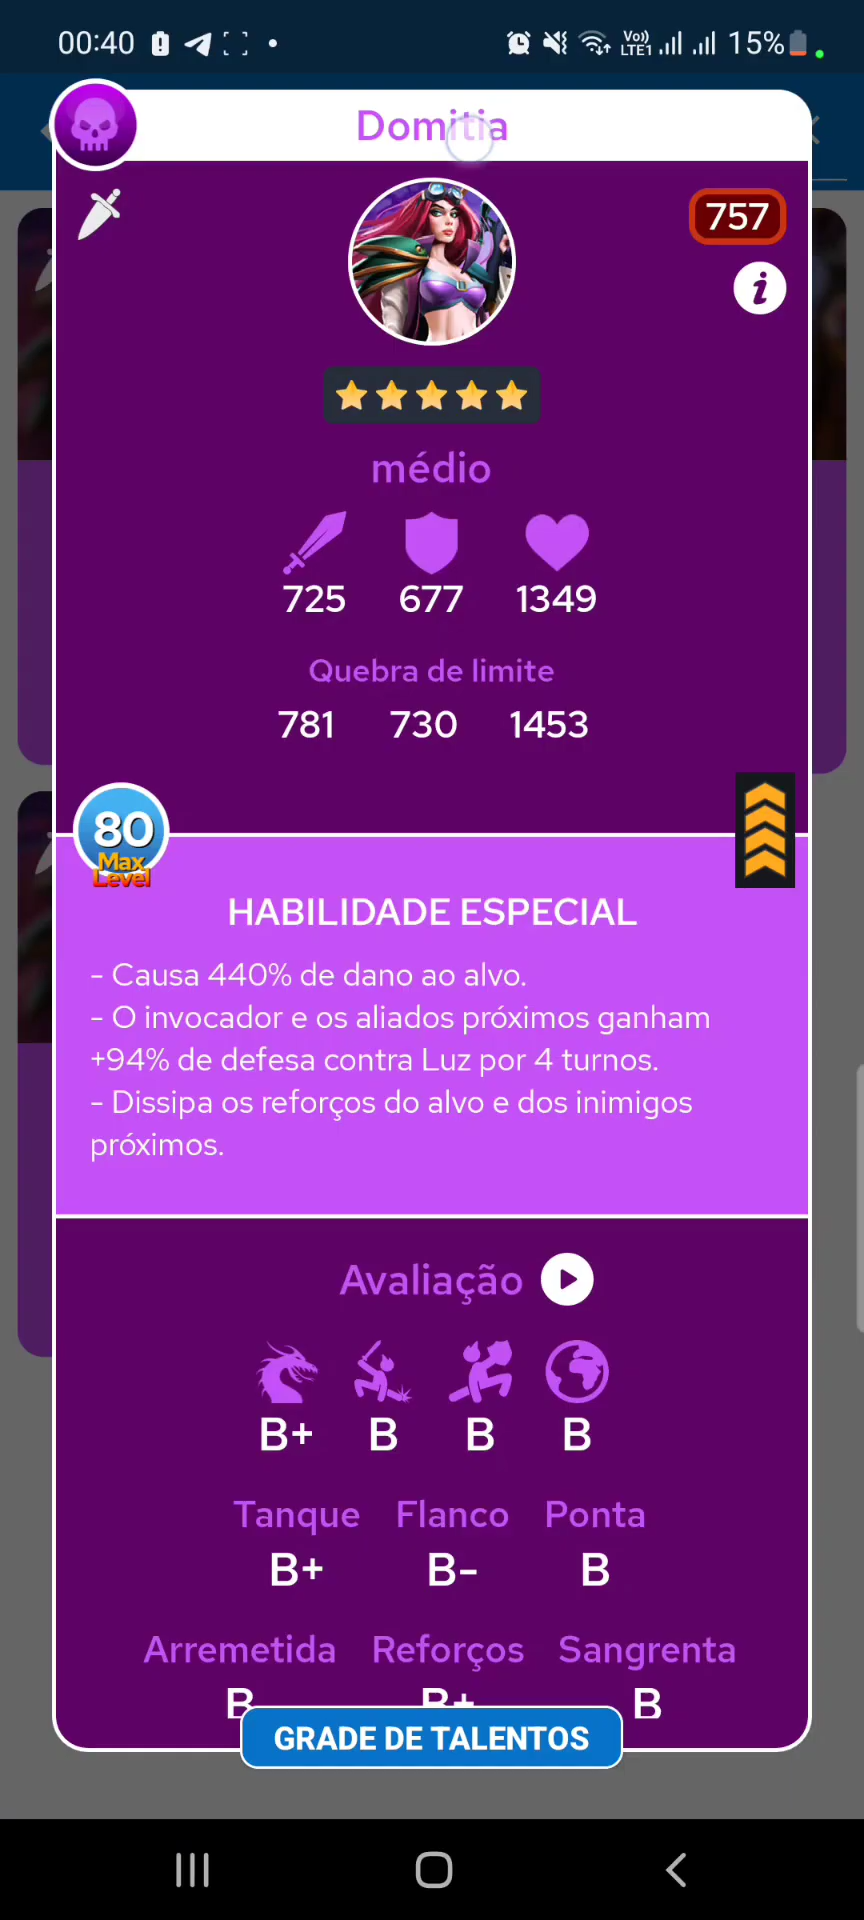 00:40
Vo))
LTE1
15%
Domitia
757
i
médio
725 677 1349
Quebra de limite
781 730 1453
80
Max
Level
HABILIDADE ESPECIAL
- Causa 440% de dano ao alvo.
- O invocador e os aliados próximos ganham
+94% de defesa contra Luz por 4 turnos.
- Dissipa os reforços do alvo e dos inimigos
próximos.
Avaliação
B+ B B B
Tanque Flanco Ponta
B+ B- B
Arremetida Reforços Sangrenta
B B+ B
GRADE DE TALENTOS